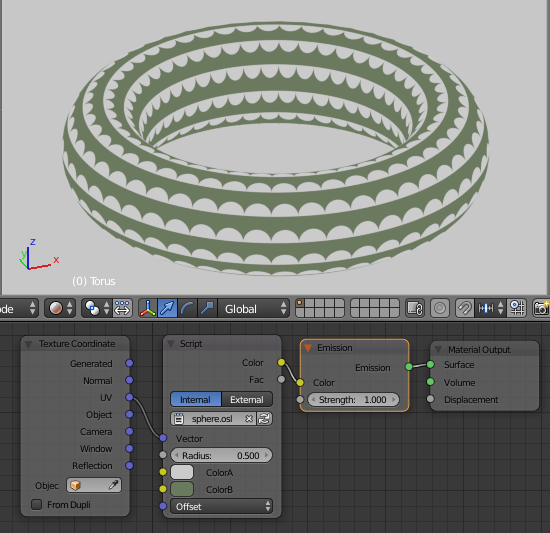 z
y
x
(0) Torus
ode
Global
Texture Coordinate
Generated
Normal
UV
Object
Camera
Window
Reflection
Objec
From Dupli
Script
Color
Fac
Internal External
sphere.osl
Vector
Radius: 0.500
ColorA
ColorB
Offset
Emission
Emission
Color
Strength: 1.000
Material Output
Surface
Volume
Displacement